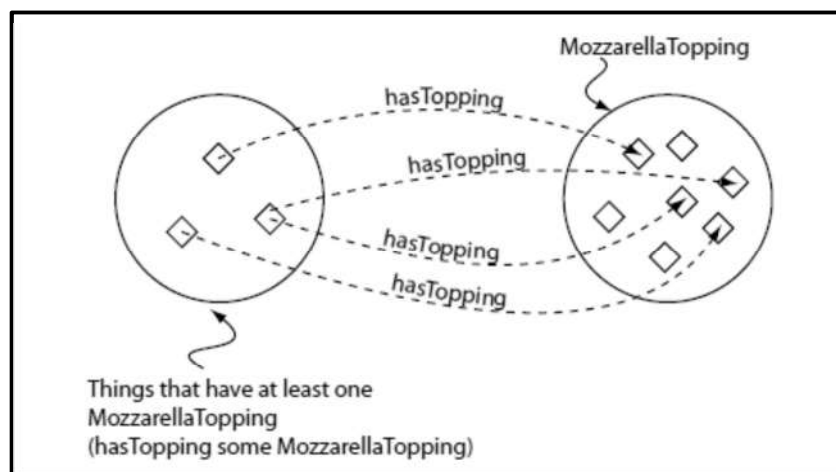 MozzarellaTopping
hasTopping
hasTopping
hasTopping
hasTopping
Things that have at least one
MozzarellaTopping
(hasTopping some MozzarellaTopping)